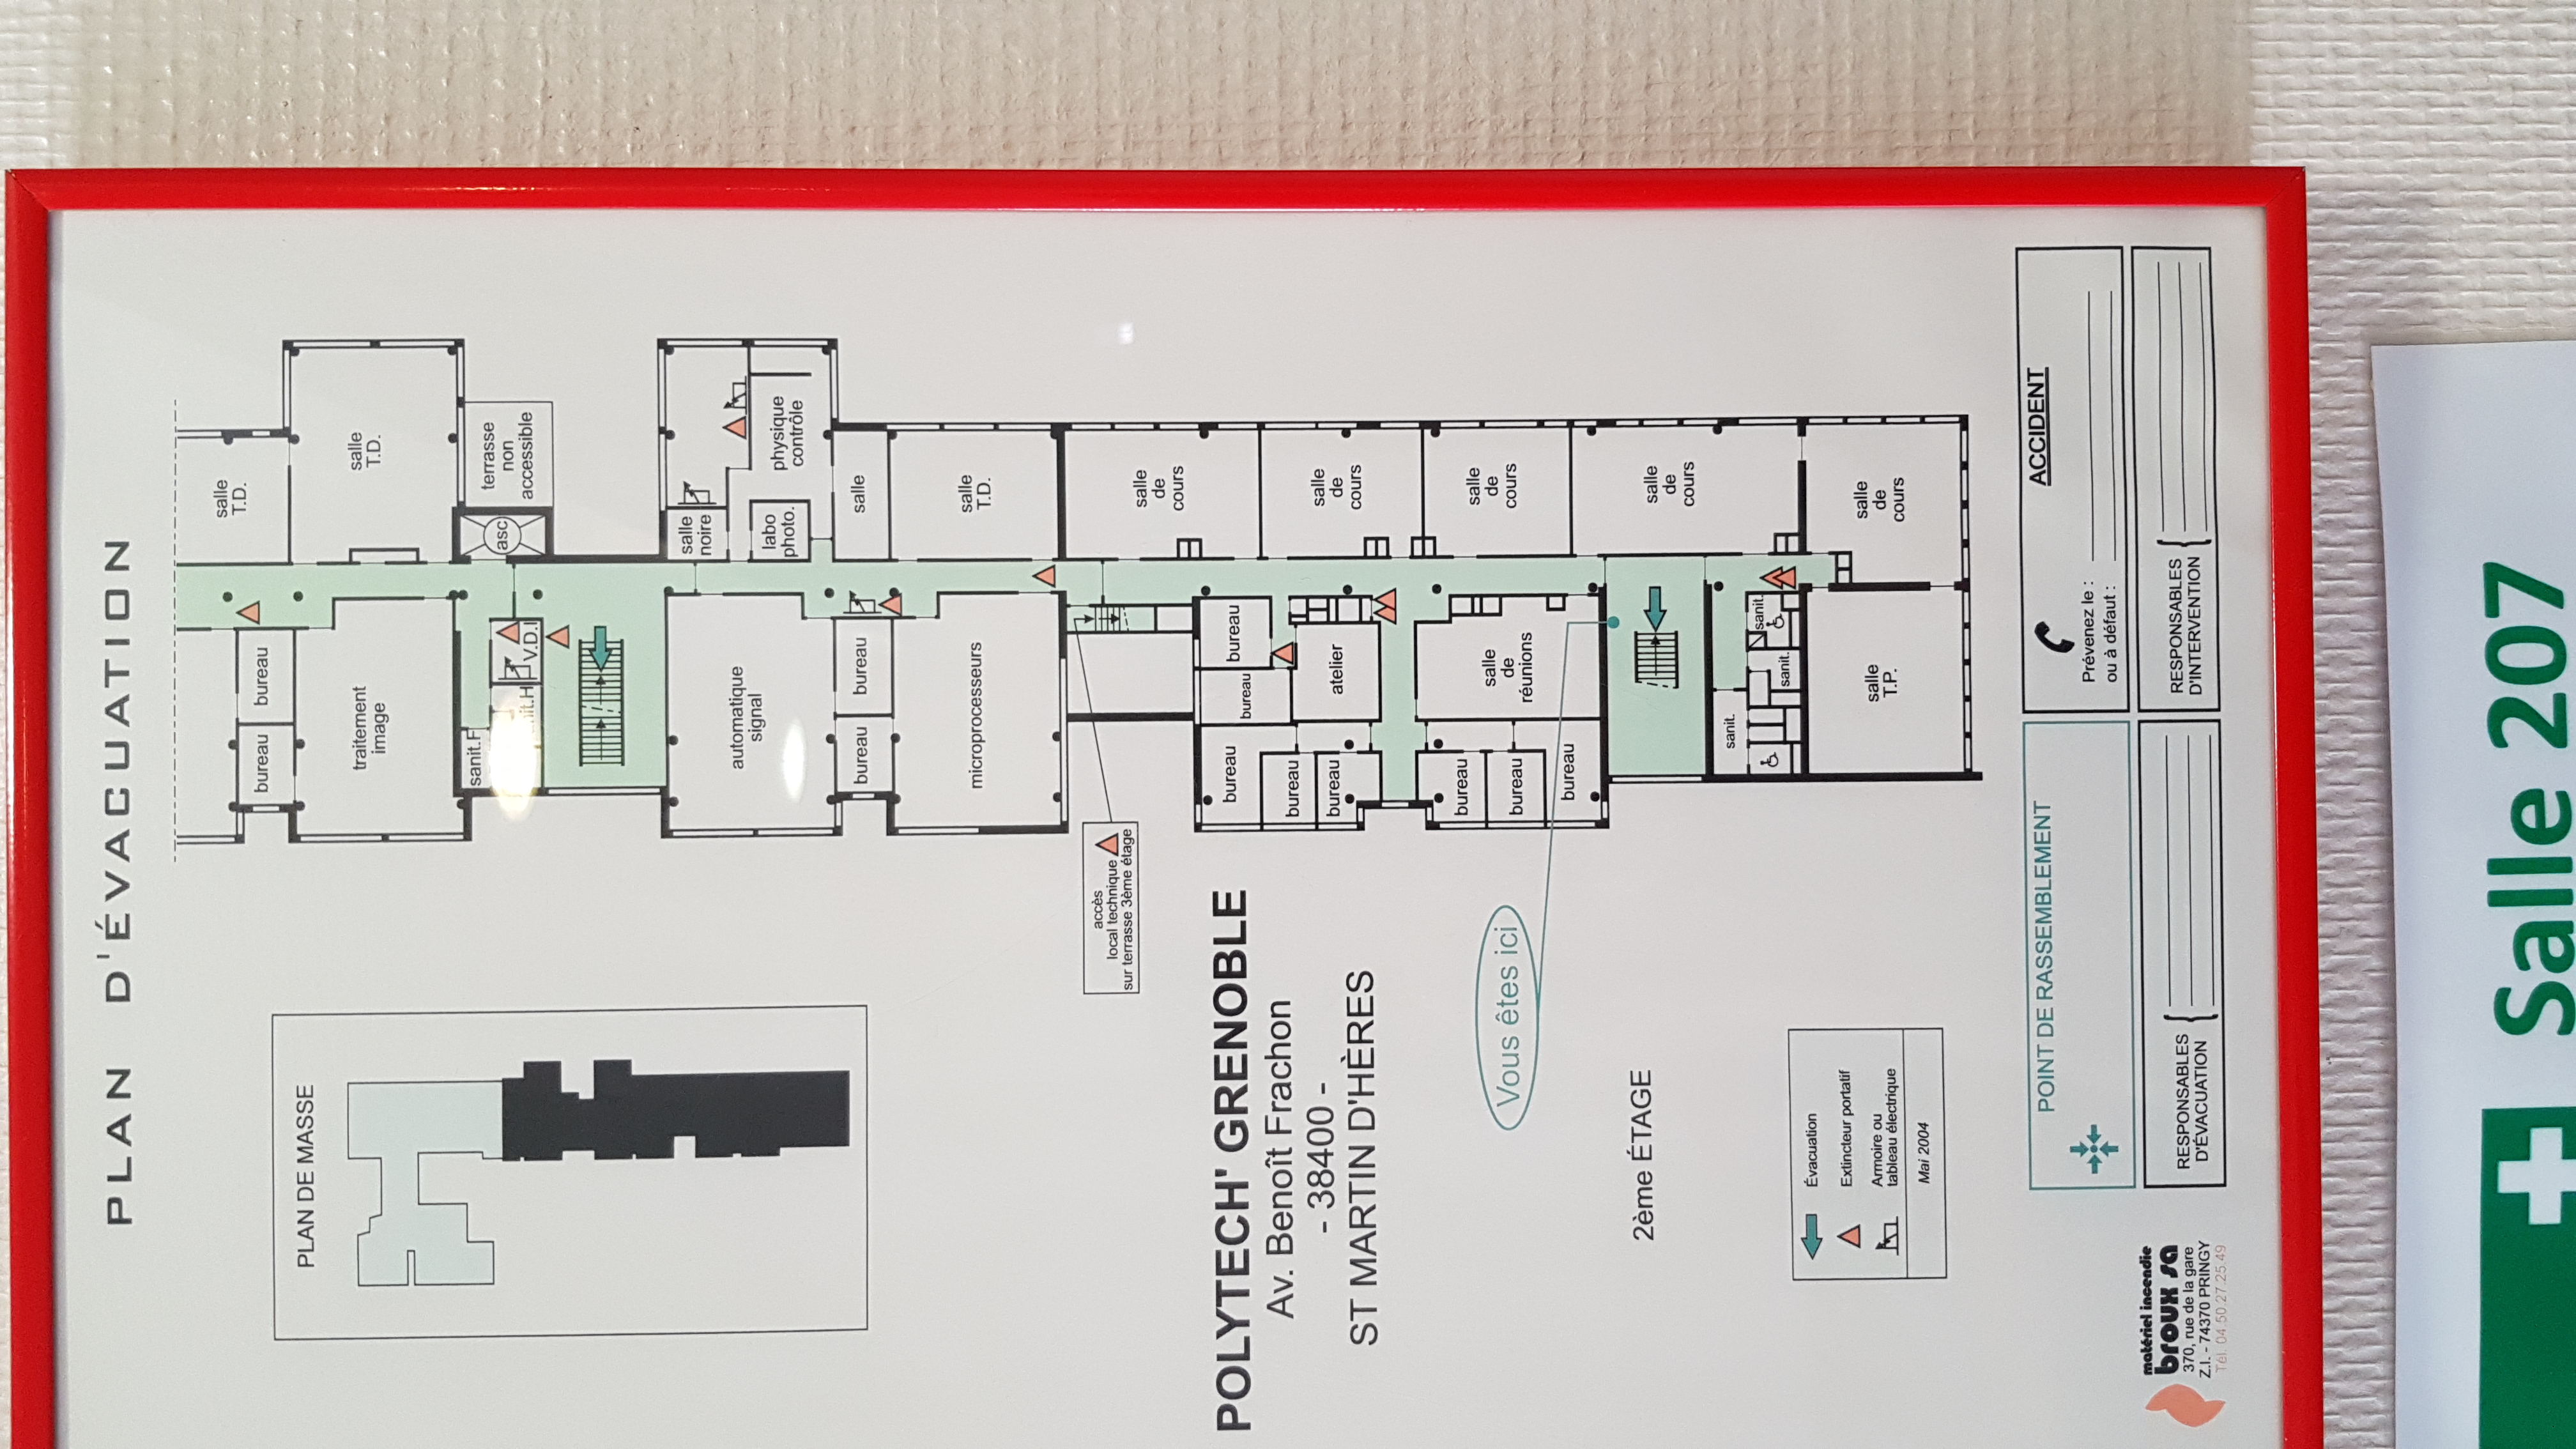 PLAN D'ÉVACUATION
salle
T.D.
bureau
bureau
PLAN DE MASSE
traitement
image
salle
T.D.
sanit.F
V.D.I
asc
terrasse
non
accessible
salle
noire
automatique
signal
labo
photo.
physique
contrôle
bureau
bureau
salle
microprocesseurs
salle
T.D.
accès
local technique
sur terrasse 3ème étage
salle
de
cours
POLYTECH' GRENOBLE
Av. Benoît Frachon
- 38400 -
ST MARTIN D'HÈRES
bureau
bureau
bureau
bureau
bureau
atelier
salle
de
cours
bureau
bureau
bureau
salle
de
réunions
salle
de
cours
Vous êtes ici
2ème ÉTAGE
salle
de
cours
sanit.
sanit.
sanit.
salle
T.P.
salle
de
cours
Évacuation
Extincteur portatif
Armoire ou
tableau électrique
Mai 2004
POINT DE RASSEMBLEMENT
ACCIDENT
Prévenez le :
ou à défaut :
matériel incendie
broux sa
370, rue de la gare
Z.I. - 74370 PRINGY
Tél. 04.50.27.25.49
RESPONSABLES
D'ÉVACUATION
RESPONSABLES
D'INTERVENTION
Salle 207